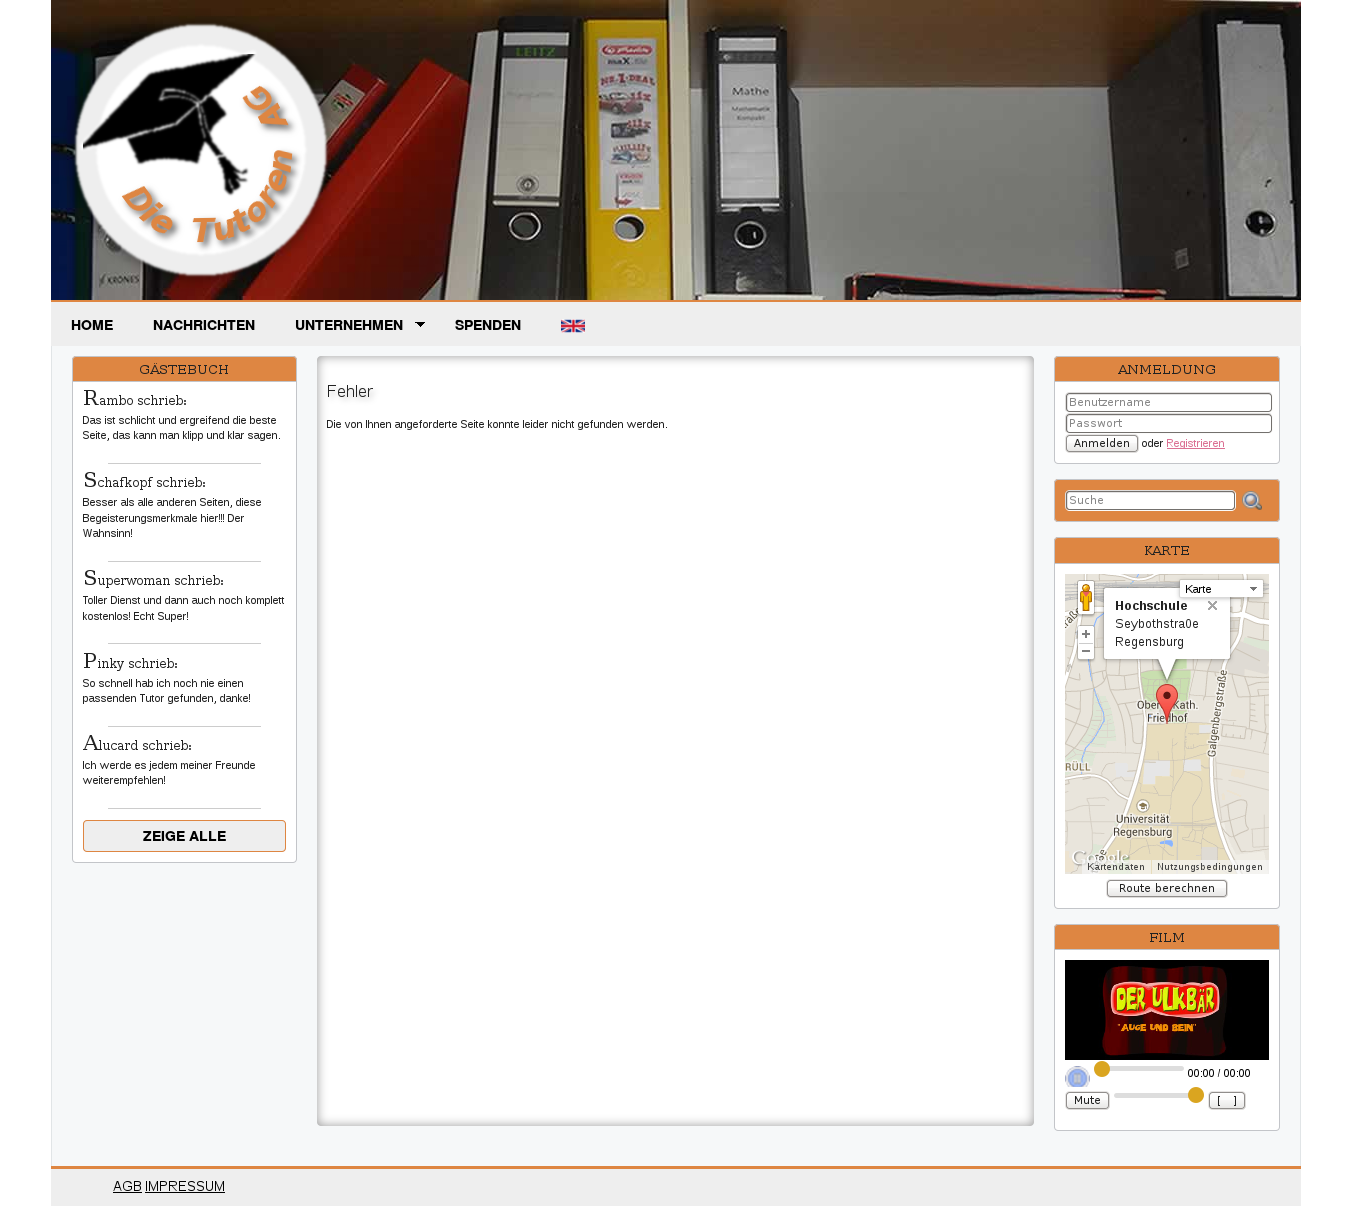 Die Tutoren AG
LEITZ
maX.file
Nr.1-DEAL
Mathe
Mathematik
Kompakt
KRONES
HOME NACHRICHTEN UNTERNEHMEN SPENDEN
GÄSTEBUCH
Rambo schrieb:
Das ist schlicht und ergreifend die beste
Seite, das kann man klipp und klar sagen.
Schafkopf schrieb:
Besser als alle anderen Seiten, diese
Begeisterungsmerkmale hier!!! Der
Wahnsinn!
Superwoman schrieb:
Toller Dienst und dann auch noch komplett
kostenlos! Echt Super!
Pinky schrieb:
So schnell hab ich noch nie einen
passenden Tutor gefunden, danke!
Alucard schrieb:
Ich werde es jedem meiner Freunde
weiterempfehlen!
ZEIGE ALLE
Fehler
Die von Ihnen angeforderte Seite konnte leider nicht gefunden werden.
ANMELDUNG
Benutzername
Passwort
Anmelden oder Registrieren
Suche
KARTE
Karte
Hochschule
Seybothstra0e
Regensburg
Galgenbergstraße
Kath.
RÜLL
Universität
Regensburg
Google
Kartendaten Nutzungsbedingungen
Route berechnen
FILM
DER ULKBÄR
"AUGE UND BEIN"
00:00 / 00:00
Mute [ ]
AGB IMPRESSUM